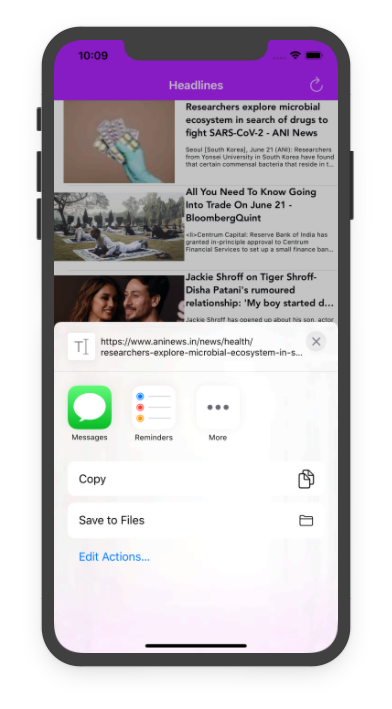 10:09
Headlines
Researchers explore microbial
ecosystem in search of drugs to
fight SARS-CoV-2 - ANI News
Seoul [South Korea], June 21 (ANI): Researchers
from Yonsei University in South Korea have found
that certain commensal bacteria that reside in t...
All You Need To Know Going
Into Trade On June 21 -
BloombergQuint
<li>Centrum Capital: Reserve Bank of India has
granted in-principle approval to Centrum
Financial Services to set up a small finance ban...
Jackie Shroff on Tiger Shroff-
Disha Patani's rumoured
relationship: 'My boy started d...
Jackie Shroff has opened up about his son, actor
https://www.aninews.in/news/health/
researchers-explore-microbial-ecosystem-in-s...
Messages
Reminders
More
Copy
Save to Files
Edit Actions...